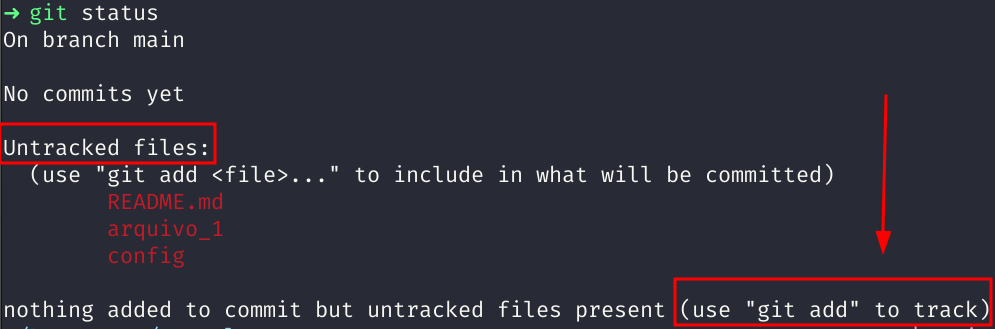 ➜ git status
On branch main
No commits yet
Untracked files:
(use "git add <file>..." to include in what will be committed)
README.md
arquivo_1
config
nothing added to commit but untracked files present (use "git add" to track)